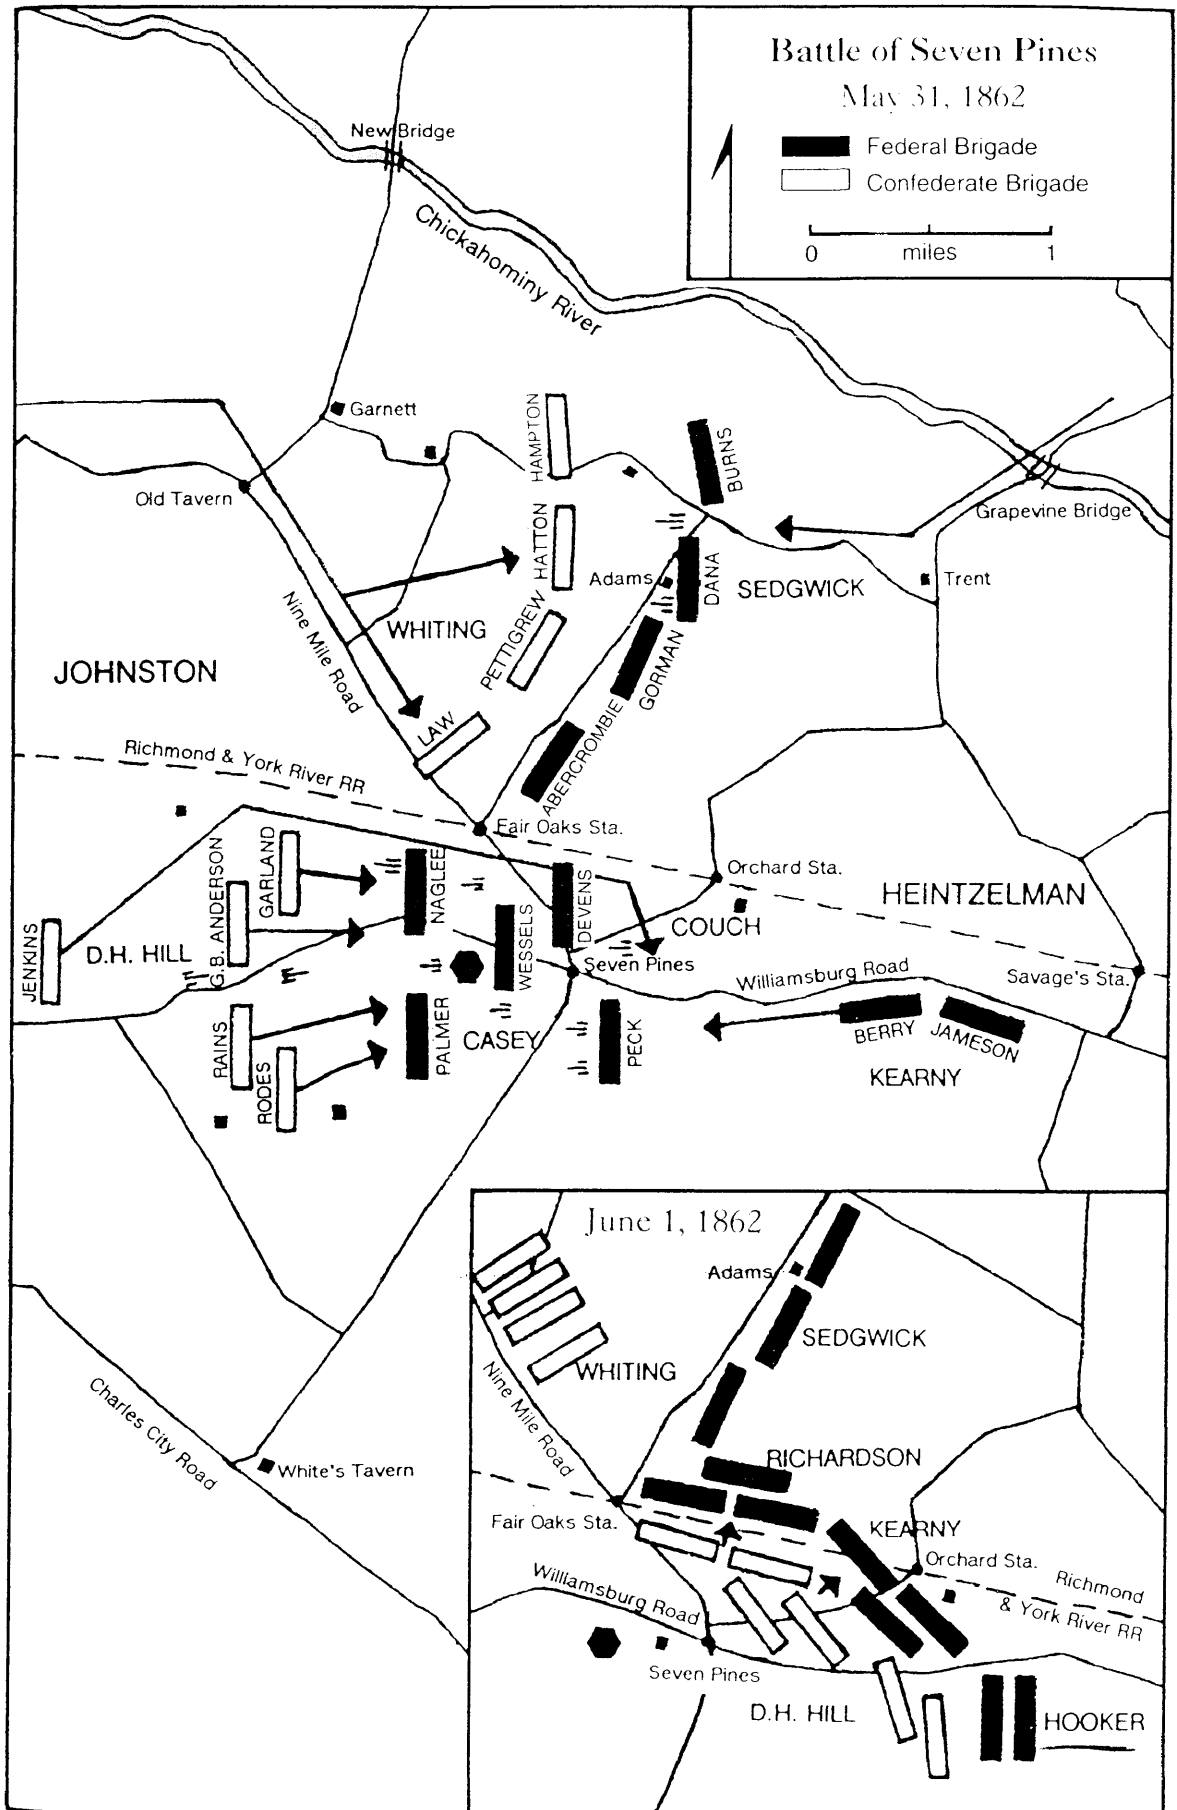 Battle of Seven Pines
May 31, 1862
Federal Brigade
Confederate Brigade
0 miles 1
New Bridge
Chickahominy River
Garnett
Old Tavern
HAMPTON
BURNS
Grapevine Bridge
HATTON
Adams
DANA
SEDGWICK
Trent
Nine Mile Road
WHITING
PETTIGREW
GORMAN
JOHNSTON
LAW
ABERCROMBIE
Richmond & York River RR
Fair Oaks Sta.
Orchard Sta.
GARLAND
G.B. ANDERSON
NAGLEE
DEVENS
HEINTZELMAN
COUCH
JENKINS
D.H. HILL
WESSELS
Seven Pines
Williamsburg Road
Savage's Sta.
RAINS
RODES
PALMER
CASEY
PECK
BERRY
JAMESON
KEARNY
Charles City Road
White's Tavern
June 1, 1862
Adams
SEDGWICK
WHITING
Nine Mile Road
RICHARDSON
Fair Oaks Sta.
KEARNY
Orchard Sta.
Richmond
& York River RR
Williamsburg Road
Seven Pines
D.H. HILL
HOOKER